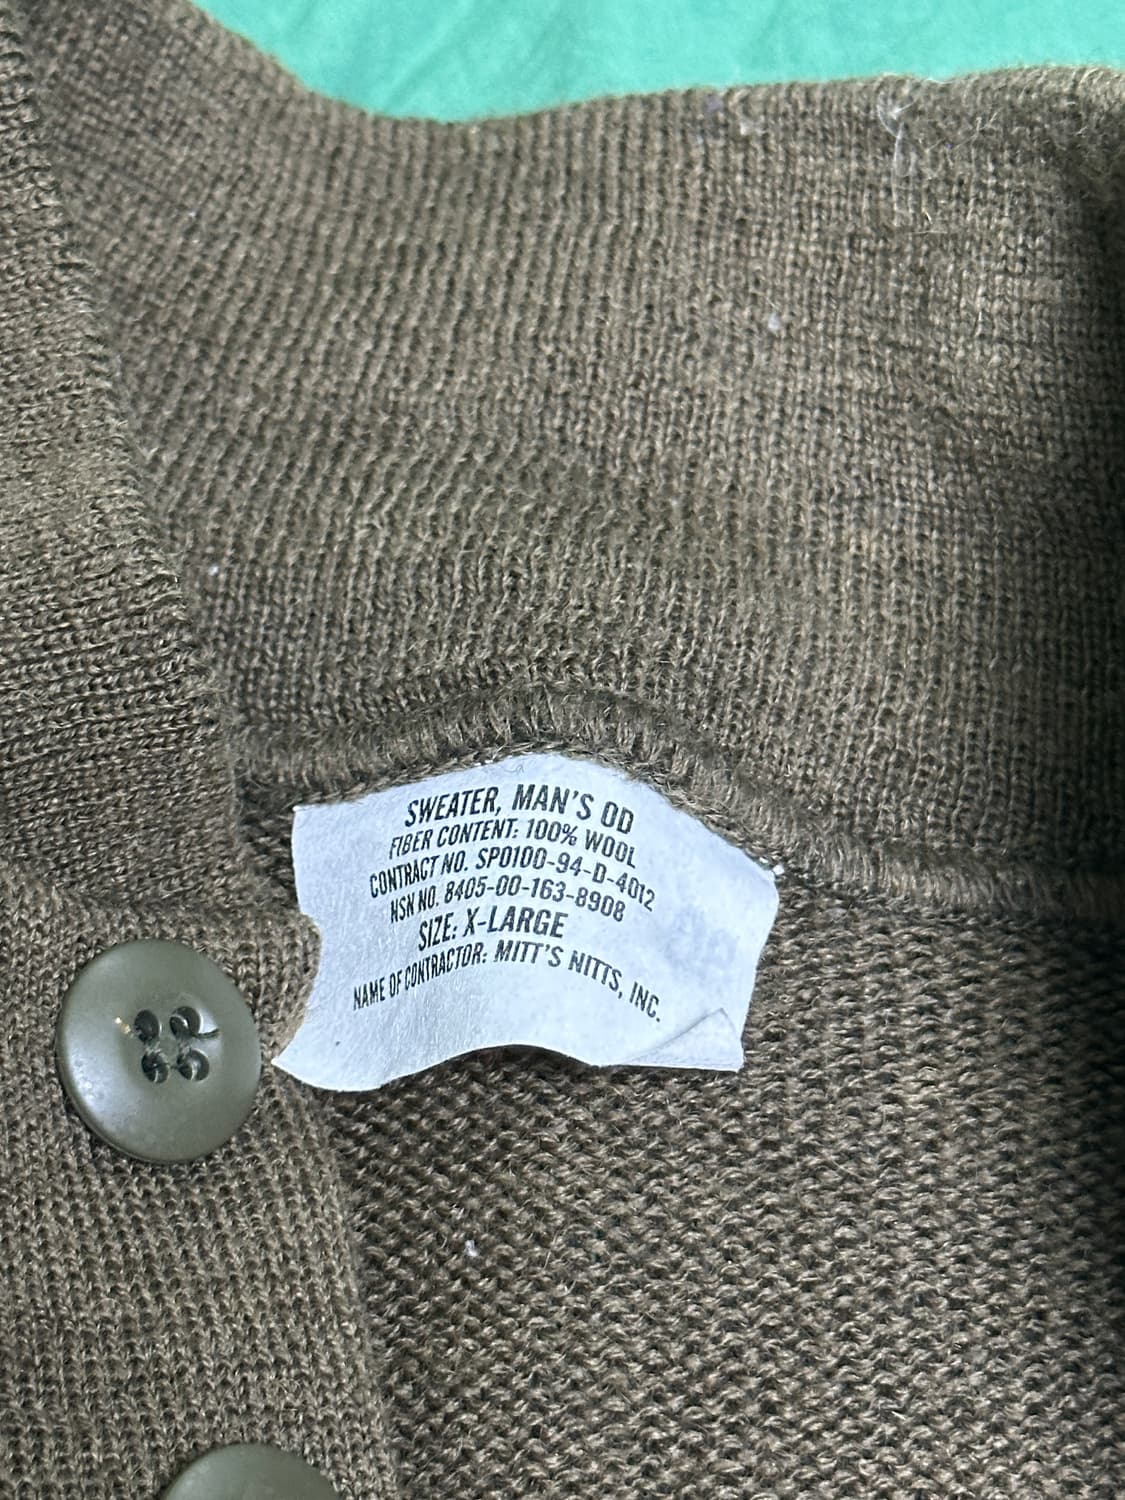 SWEATER, MAN'S OD
FIBER CONTENT: 100% WOOL
CONTRACT NO. SPO100-94-D-4012
NSN NO. 8405-00-163-8908
SIZE: X-LARGE
NAME OF CONTRACTOR: MITT'S NITTS, INC.